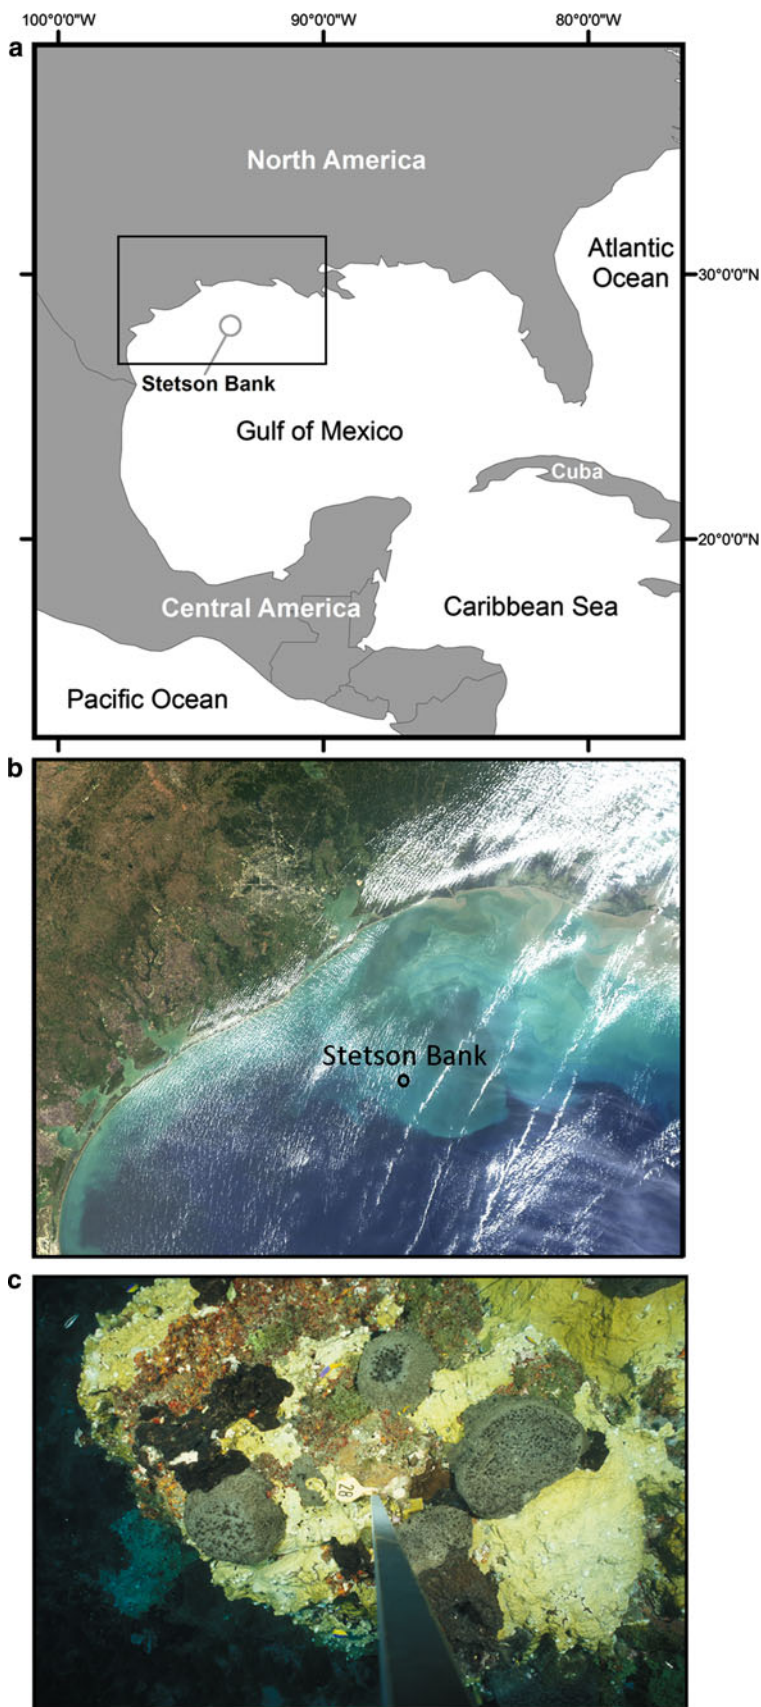 100°0'0"W 90°0'0"W 80°0'0"W
a
North America
Atlantic
Ocean
30°0'0"N
Stetson Bank
Gulf of Mexico
Cuba
20°0'0"N
Central America
Caribbean Sea
Pacific Ocean
b
Stetson Bank
c
28